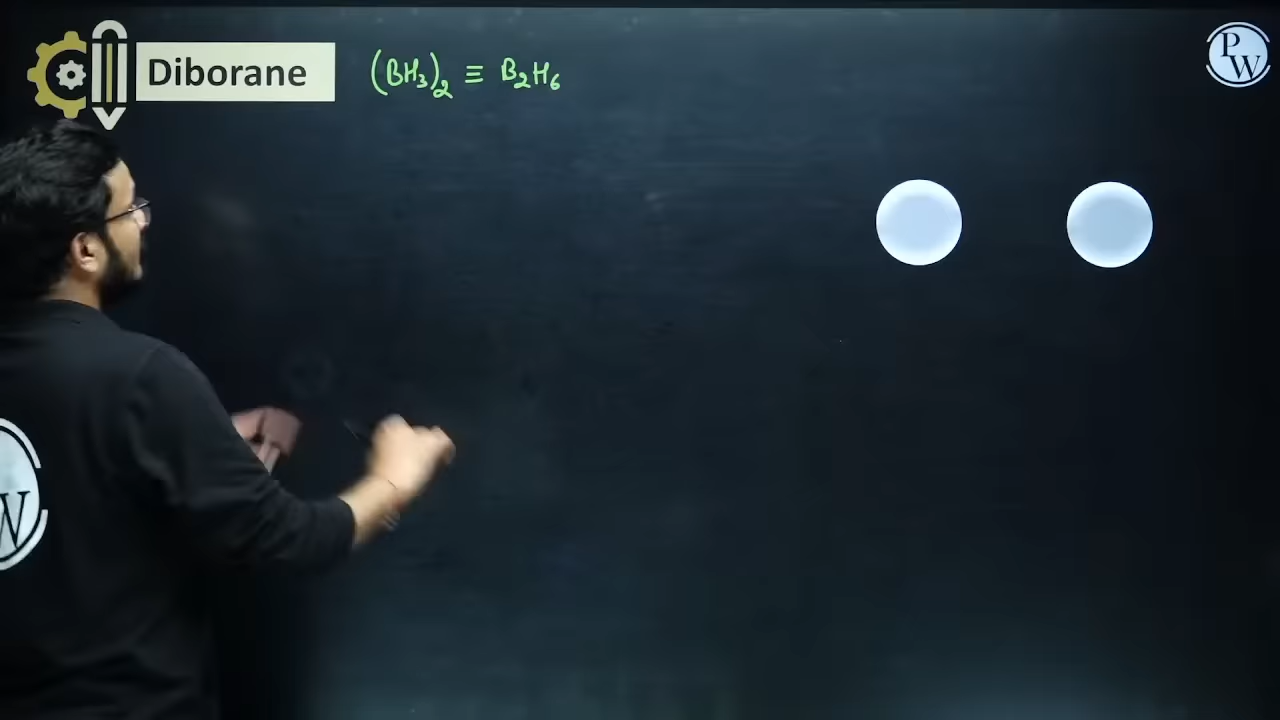 Diborane (BH₃)₂ ≡ B₂H₆
PW
W